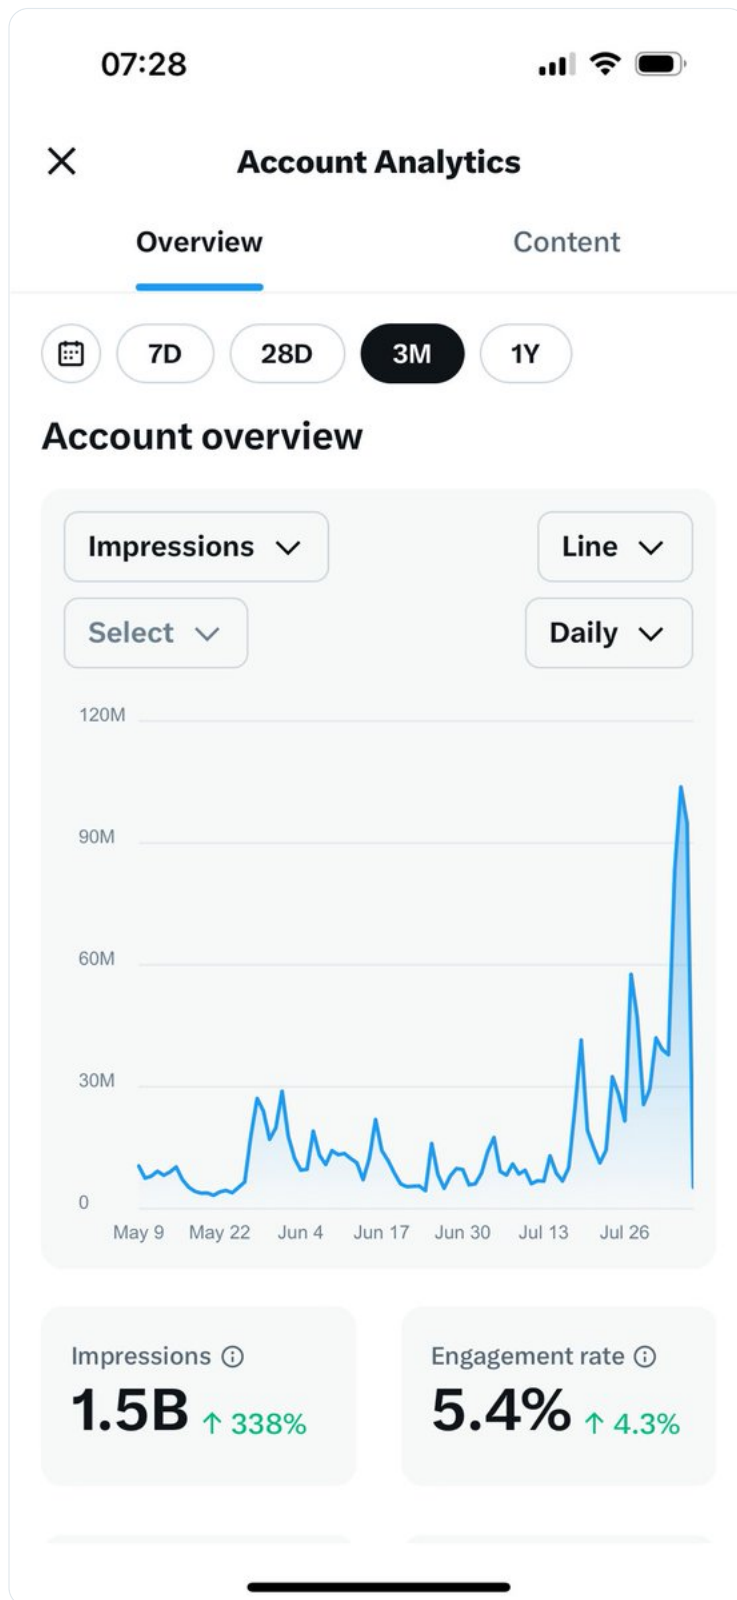 07:28
Account Analytics
Overview Content
7D 28D 3M 1Y
Account overview
Impressions Line
Select Daily
120M
90M
60M
30M
0
May 9 May 22 Jun 4 Jun 17 Jun 30 Jul 13 Jul 26
Impressions Engagement rate
1.5B ↑ 338% 5.4% ↑ 4.3%